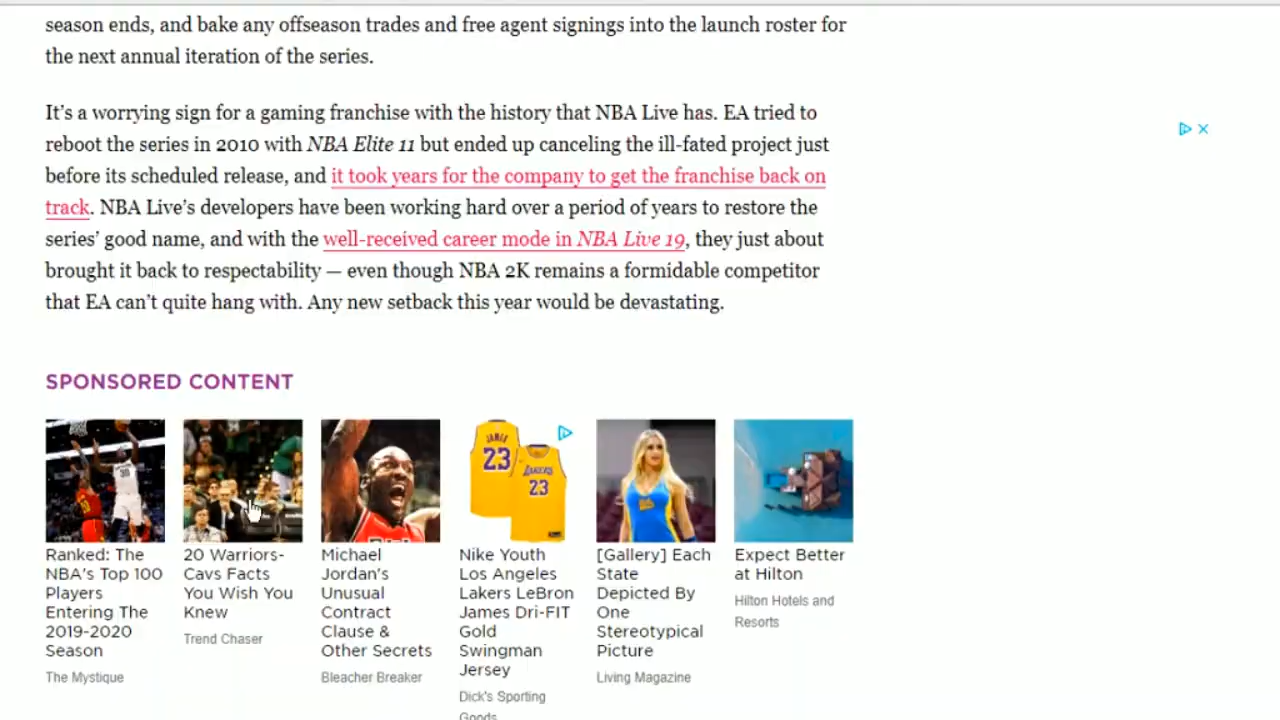 season ends, and bake any offseason trades and free agent signings into the launch roster for
the next annual iteration of the series.
It's a worrying sign for a gaming franchise with the history that NBA Live has. EA tried to
reboot the series in 2010 with NBA Elite 11 but ended up canceling the ill-fated project just
before its scheduled release, and it took years for the company to get the franchise back on
track. NBA Live's developers have been working hard over a period of years to restore the
series' good name, and with the well-received career mode in NBA Live 19, they just about
brought it back to respectability — even though NBA 2K remains a formidable competitor
that EA can't quite hang with. Any new setback this year would be devastating.
SPONSORED CONTENT
JAMES
23
LAKERS
23
Ranked: The
NBA's Top 100
Players
Entering The
2019-2020
Season
The Mystique
20 Warriors-
Cavs Facts
You Wish You
Knew
Trend Chaser
Michael
Jordan's
Unusual
Contract
Clause &
Other Secrets
Bleacher Breaker
Nike Youth
Los Angeles
Lakers LeBron
James Dri-FIT
Gold
Swingman
Jersey
Dick's Sporting
Goods
[Gallery] Each
State
Depicted By
One
Stereotypical
Picture
Living Magazine
Expect Better
at Hilton
Hilton Hotels and
Resorts